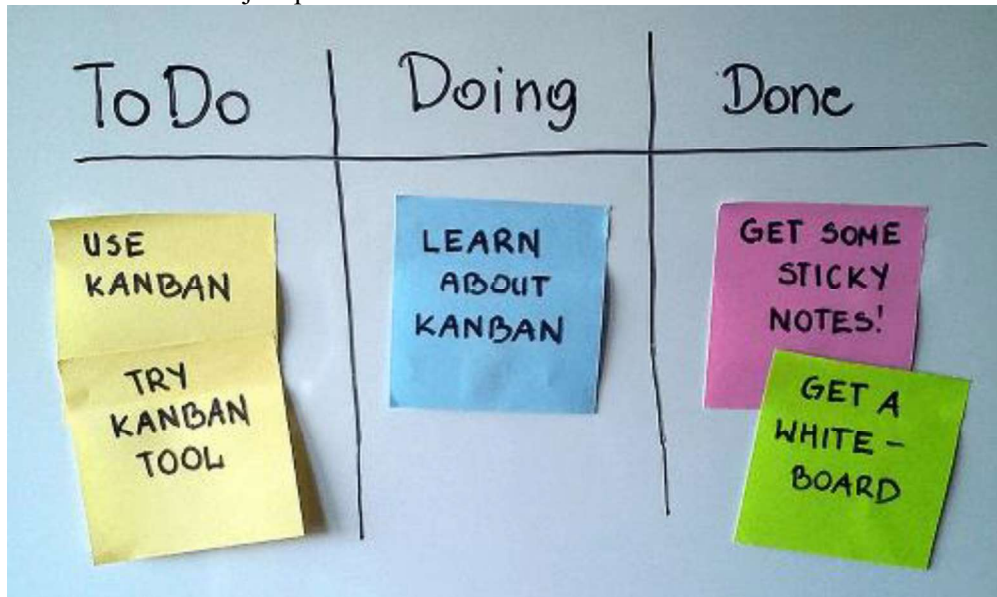 To Do
Doing
Done
USE
KANBAN
TRY
KANBAN
TOOL
LEARN
ABOUT
KANBAN
GET SOME
STICKY
NOTES!
GET A
WHITE -
BOARD